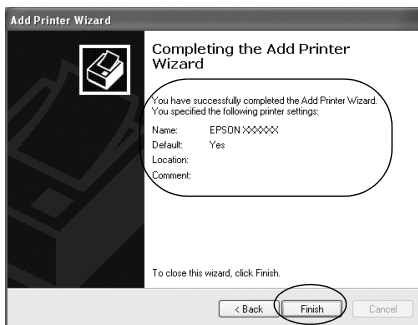 Add Printer Wizard
Completing the Add Printer
Wizard
You have successfully completed the Add Printer Wizard.
You specified the following printer settings:
Name: EPSON XXXXXX
Default: Yes
Location:
Comment:
To close this wizard, click Finish.
< Back Finish Cancel